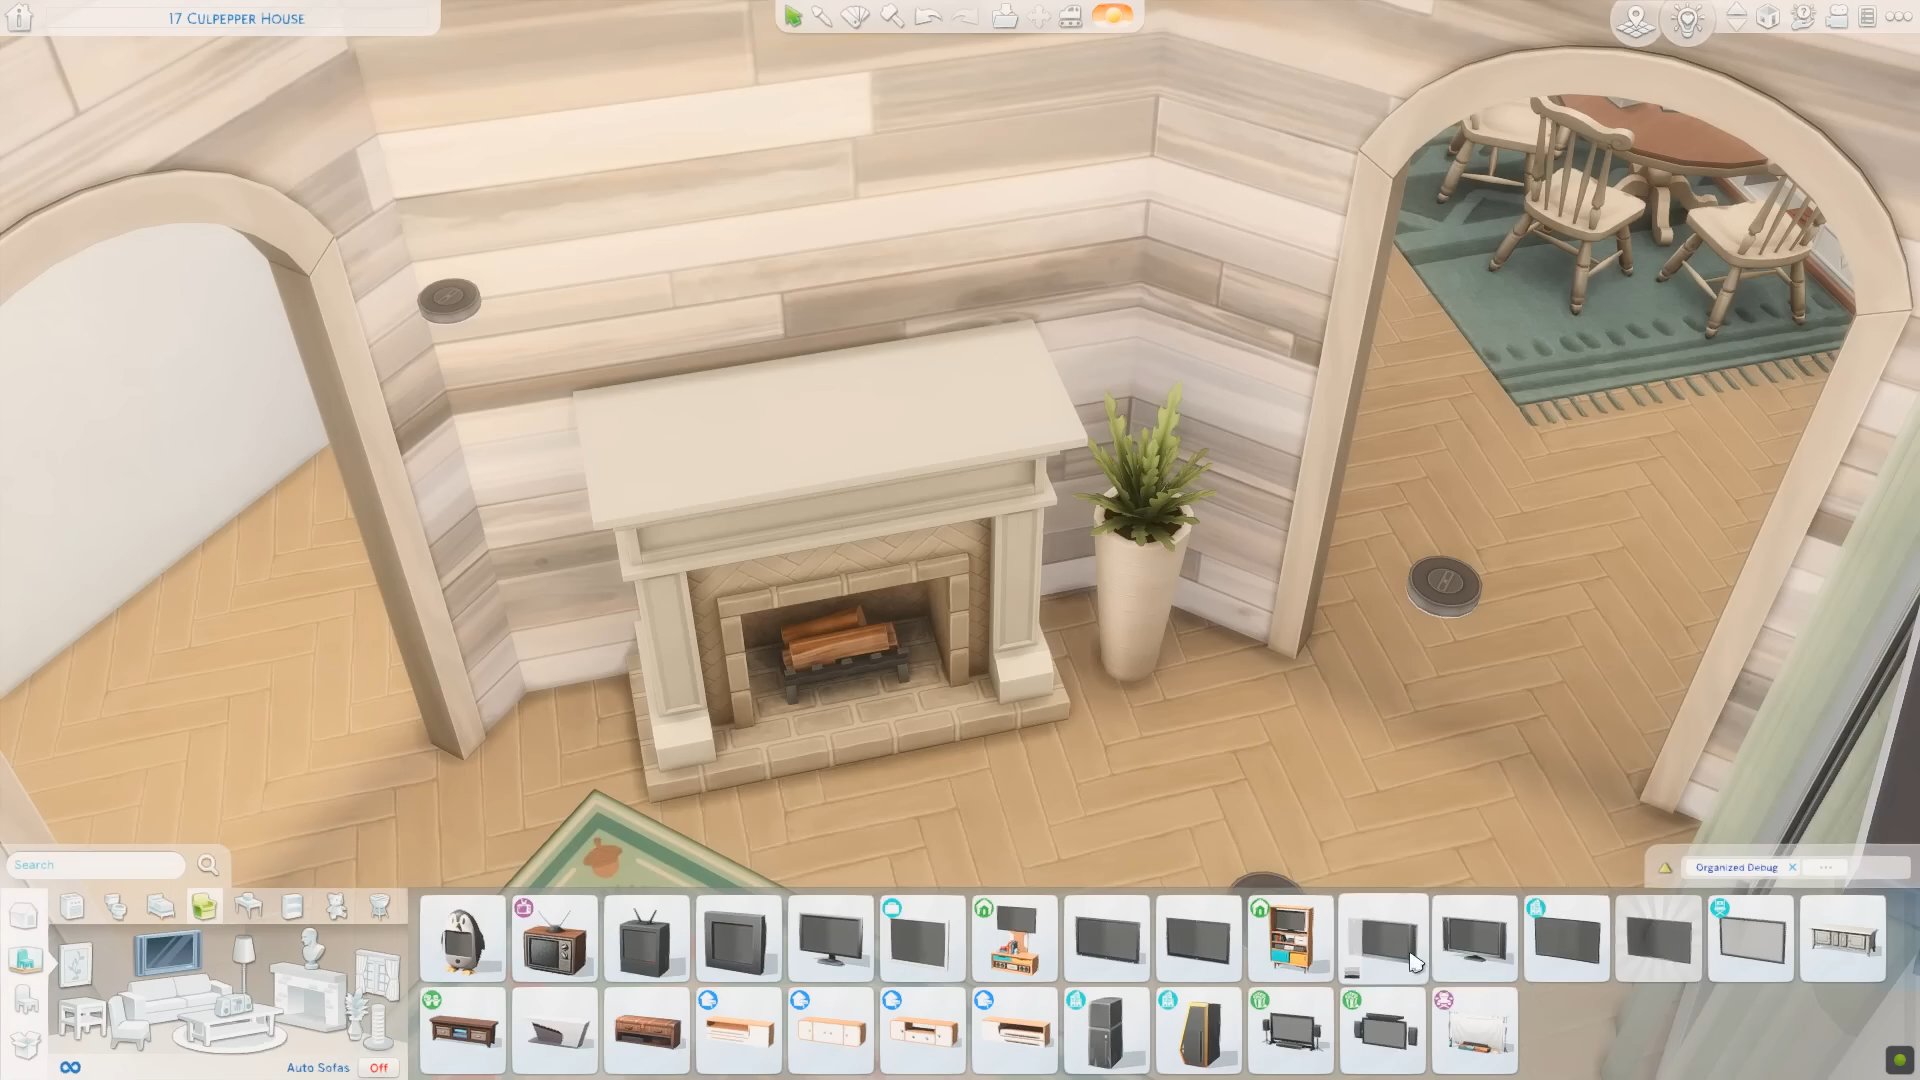 17 Culpepper House
Search
Organized Debug
Auto Sofas Off